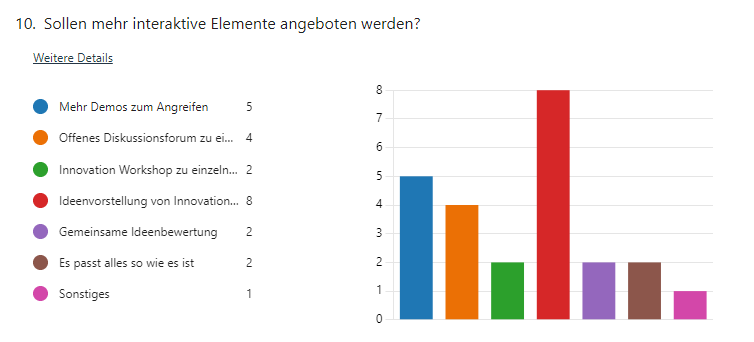 10. Sollen mehr interaktive Elemente angeboten werden?
Weitere Details
Mehr Demos zum Angreifen 5
Offenes Diskussionsforum zu ei... 4
Innovation Workshop zu einzeln... 2
Ideenvorstellung von Innovation... 8
Gemeinsame Ideenbewertung 2
Es passt alles so wie es ist 2
Sonstiges 1
8
7
6
5
4
3
2
1
0